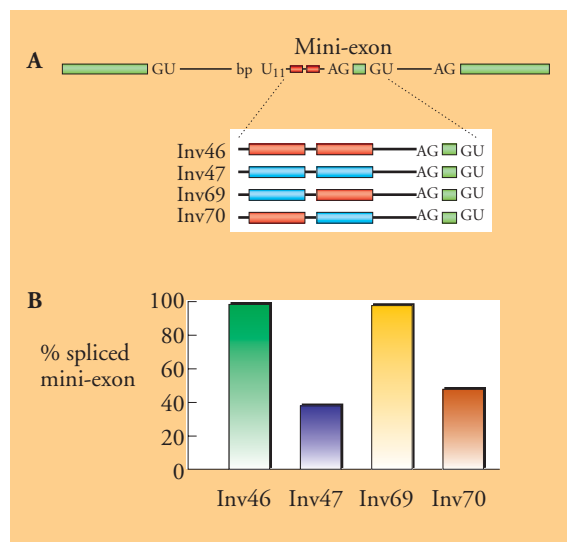 Mini-exon
A
GU bp U11 AG GU AG
Inv46 AG GU
Inv47 AG GU
Inv69 AG GU
Inv70 AG GU
B
100
80
60
40
20
0
% spliced
mini-exon
Inv46 Inv47 Inv69 Inv70